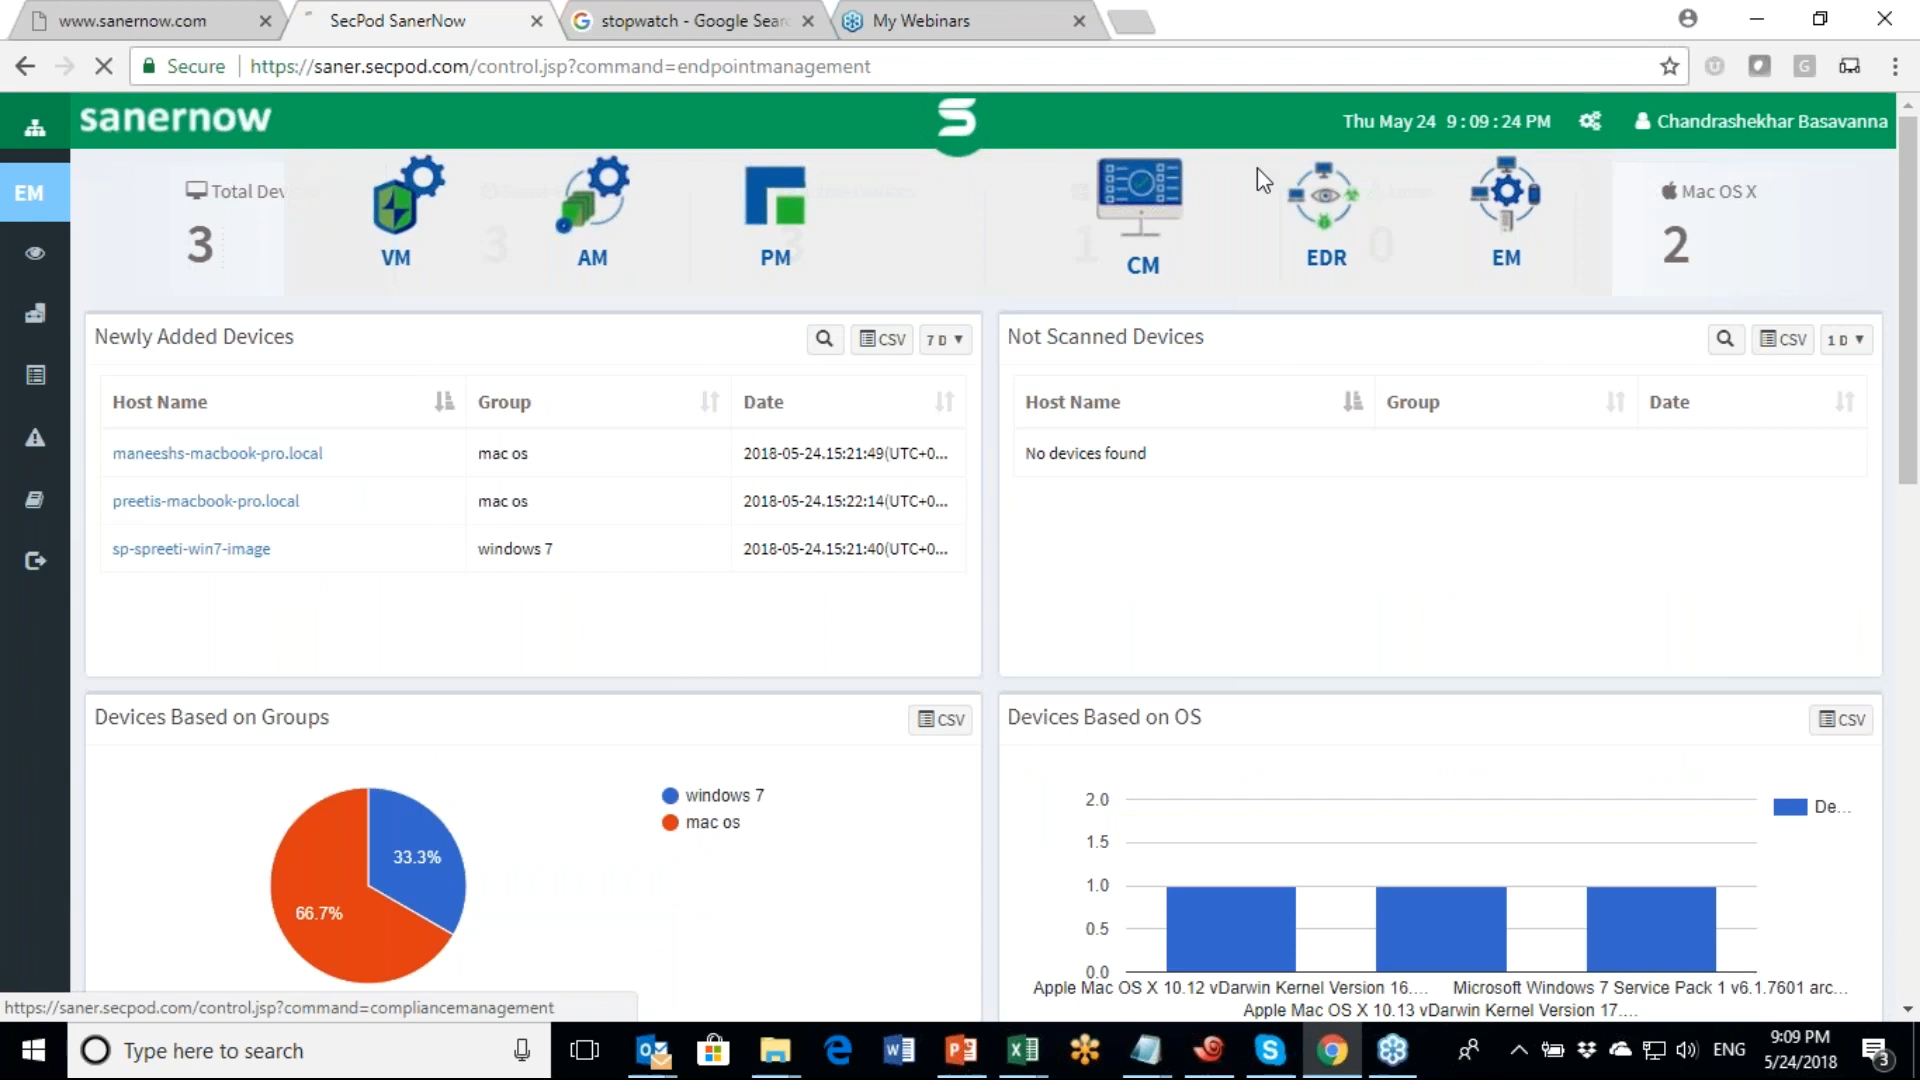 www.sanernow.com
SecPod SanerNow
stopwatch - Google Sear
My Webinars
Secure
https://saner.secpod.com/control.jsp?command=endpointmanagement
sanernow
Thu May 24 9:09:24 PM
Chandrashekhar Basavanna
EM
Total Dev
3
VM
AM
3
PM
3
CM
1
EDR
0
EM
Mac OS X
2
Newly Added Devices
CSV
7 D
Host Name
Group
Date
maneeshs-macbook-pro.local
mac os
2018-05-24.15:21:49(UTC+0...
preetis-macbook-pro.local
mac os
2018-05-24.15:22:14(UTC+0...
sp-spreeti-win7-image
windows 7
2018-05-24.15:21:40(UTC+0...
Not Scanned Devices
CSV
1 D
Host Name
Group
Date
No devices found
Devices Based on Groups
CSV
windows 7
mac os
33.3%
66.7%
Devices Based on OS
CSV
2.0
1.5
1.0
0.5
0.0
De...
Apple Mac OS X 10.12 vDarwin Kernel Version 16....
Microsoft Windows 7 Service Pack 1 v6.1.7601 arc...
Apple Mac OS X 10.13 vDarwin Kernel Version 17....
https://saner.secpod.com/control.jsp?command=compliancemanagement
Type here to search
ENG
9:09 PM
5/24/2018
3